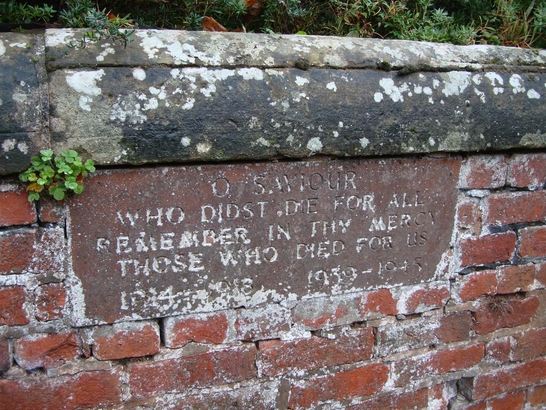 O SAVIOUR
WHO DIDST DIE FOR ALL
REMEMBER IN THY MERCY
THOSE WHO DIED FOR US
1939-1945